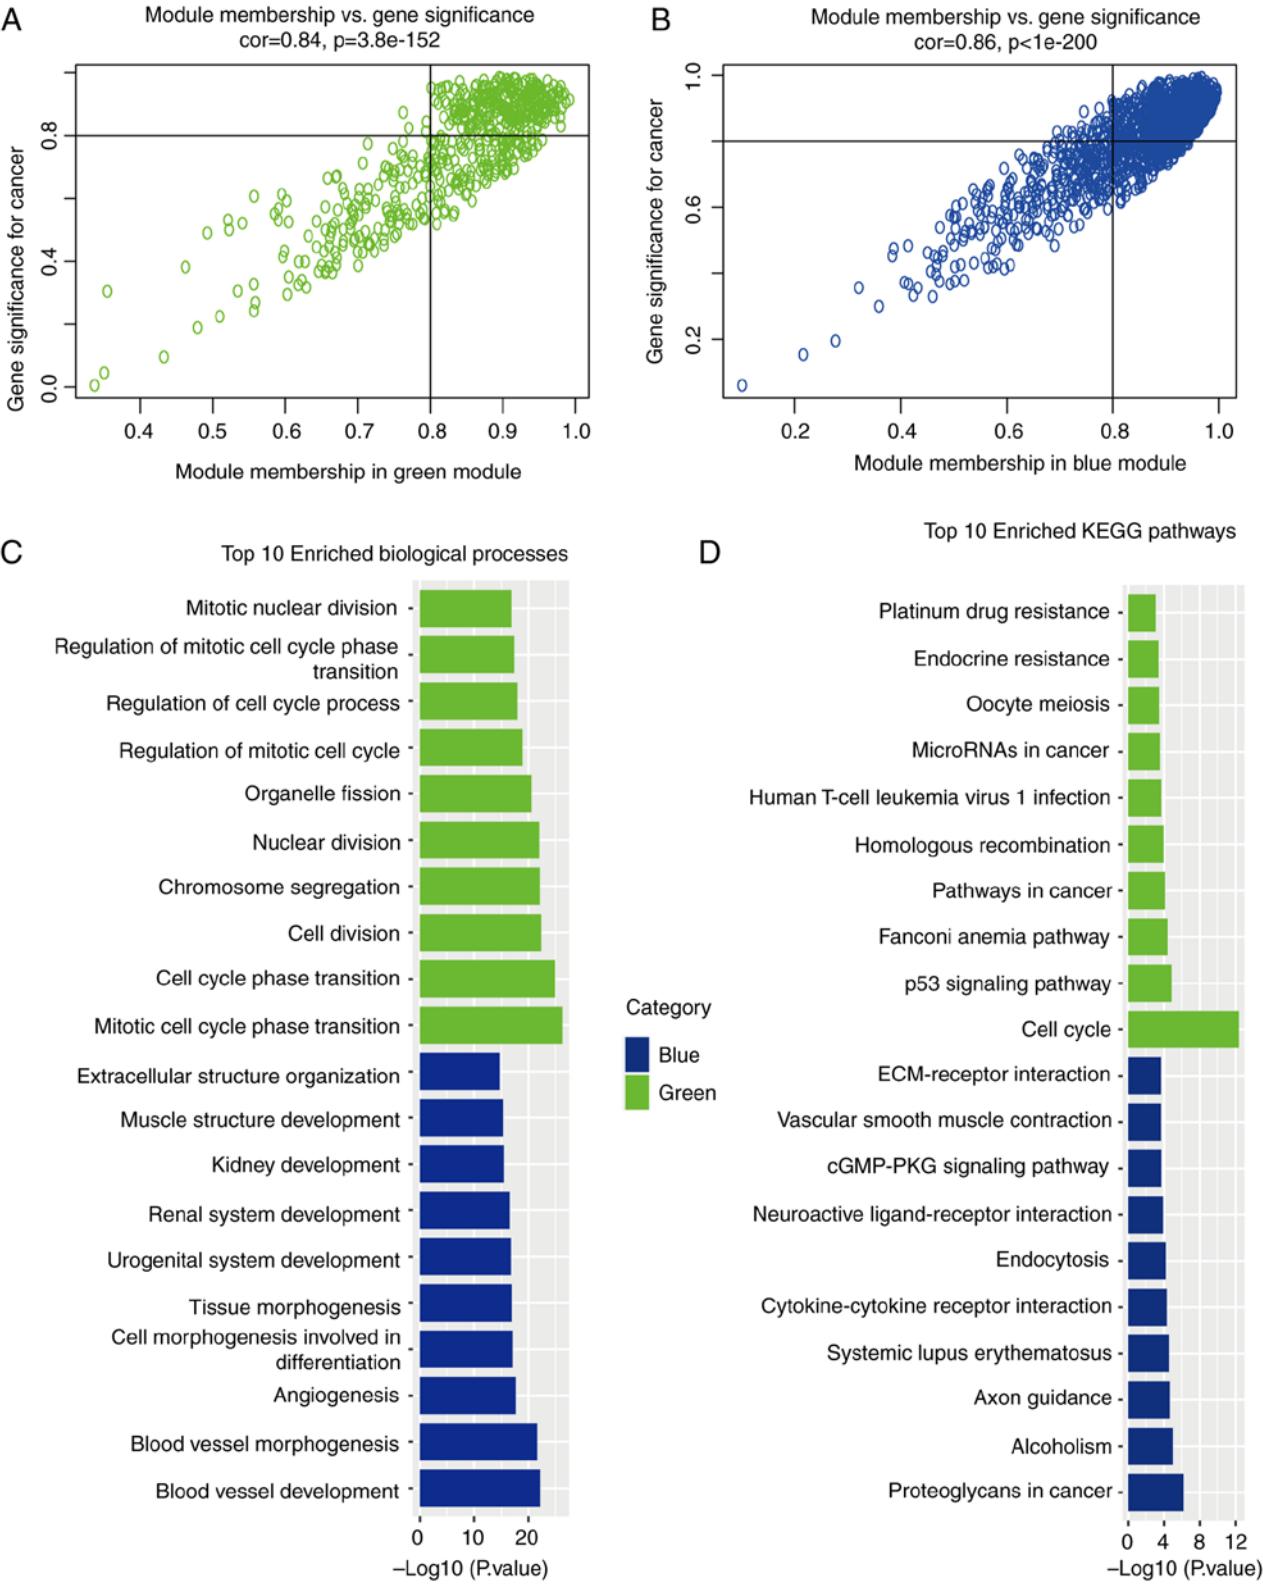 A
Module membership vs. gene significance
cor=0.84, p=3.8e-152
Gene significance for cancer
0.8
0.4
0.0
0.4 0.5 0.6 0.7 0.8 0.9 1.0
Module membership in green module
B
Module membership vs. gene significance
cor=0.86, p<1e-200
Gene significance for cancer
1.0
0.6
0.2
0.2 0.4 0.6 0.8 1.0
Module membership in blue module
C
Top 10 Enriched biological processes
Mitotic nuclear division
Regulation of mitotic cell cycle phase
transition
Regulation of cell cycle process
Regulation of mitotic cell cycle
Organelle fission
Nuclear division
Chromosome segregation
Cell division
Cell cycle phase transition
Mitotic cell cycle phase transition
Extracellular structure organization
Muscle structure development
Kidney development
Renal system development
Urogenital system development
Tissue morphogenesis
Cell morphogenesis involved in
differentiation
Angiogenesis
Blood vessel morphogenesis
Blood vessel development
0 10 20
–Log10 (P.value)
Category
Blue
Green
D
Top 10 Enriched KEGG pathways
Platinum drug resistance
Endocrine resistance
Oocyte meiosis
MicroRNAs in cancer
Human T-cell leukemia virus 1 infection
Homologous recombination
Pathways in cancer
Fanconi anemia pathway
p53 signaling pathway
Cell cycle
ECM-receptor interaction
Vascular smooth muscle contraction
cGMP-PKG signaling pathway
Neuroactive ligand-receptor interaction
Endocytosis
Cytokine-cytokine receptor interaction
Systemic lupus erythematosus
Axon guidance
Alcoholism
Proteoglycans in cancer
0 4 8 12
–Log10 (P.value)